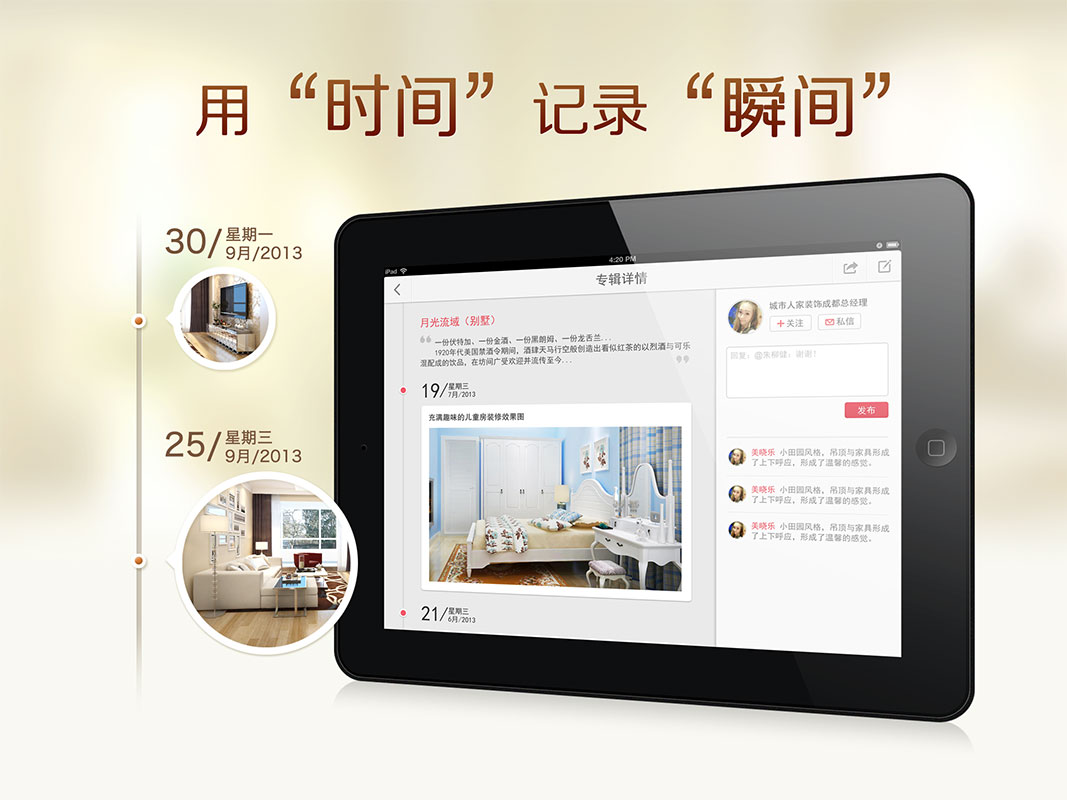 用“时间”记录“瞬间”
30/
星期一
9月/2013
25/
星期三
9月/2013
iPad
4:20 PM
专辑详情
月光流域（别墅）
一份伏特加、一份金酒、一份黑朗姆、一份龙舌兰...
1920年代美国禁酒令期间，酒肆天马行空般创造出看似红茶的以烈酒与可乐
混配成的饮品，在坊间广受欢迎并流传至今...
19/
星期三
7月/2013
充满趣味的儿童房装修效果图
21/
星期三
6月/2013
城市人家装饰成都总经理
+关注
私信
回复：@朱柳健：谢谢！
发布
美晓乐 小田园风格，吊顶与家具形成
了上下呼应，形成了温馨的感觉。
美晓乐 小田园风格，吊顶与家具形成
了上下呼应，形成了温馨的感觉。
美晓乐 小田园风格，吊顶与家具形成
了上下呼应，形成了温馨的感觉。